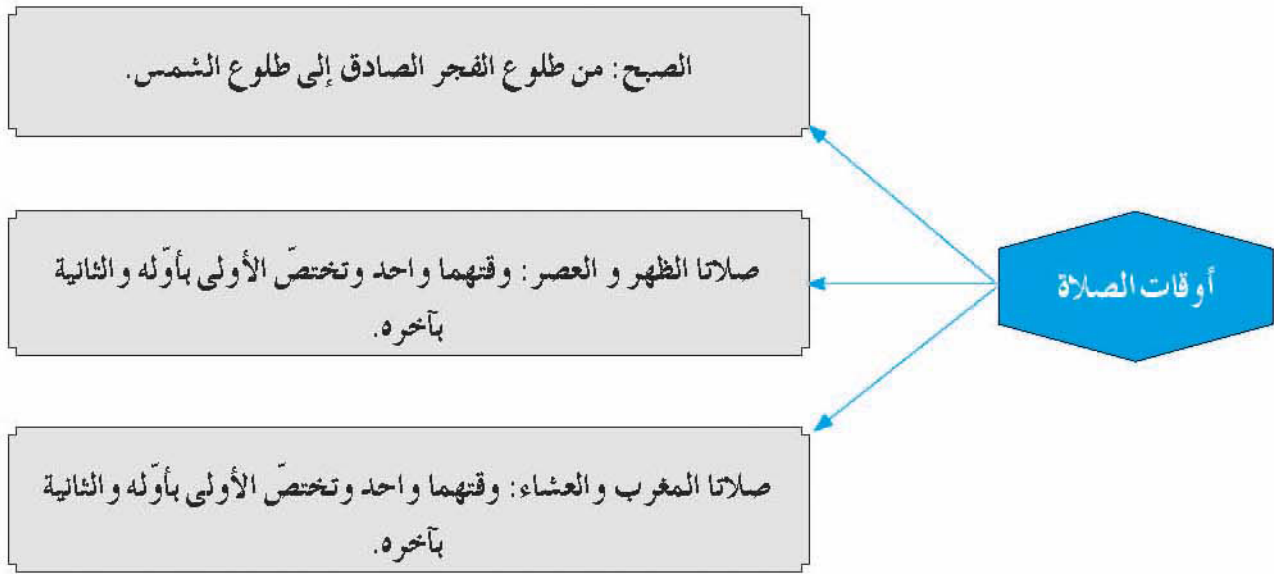 أوقات الصلاة
الصبح: من طلوع الفجر الصادق إلى طلوع الشمس.
صلاتا الظهر و العصر: وقتهما واحد وتختصّ الأولى بأوّله والثانية
بآخره.
صلاتا المغرب والعشاء: وقتهما واحد وتختصّ الأولى بأوّله والثانية
بآخره.